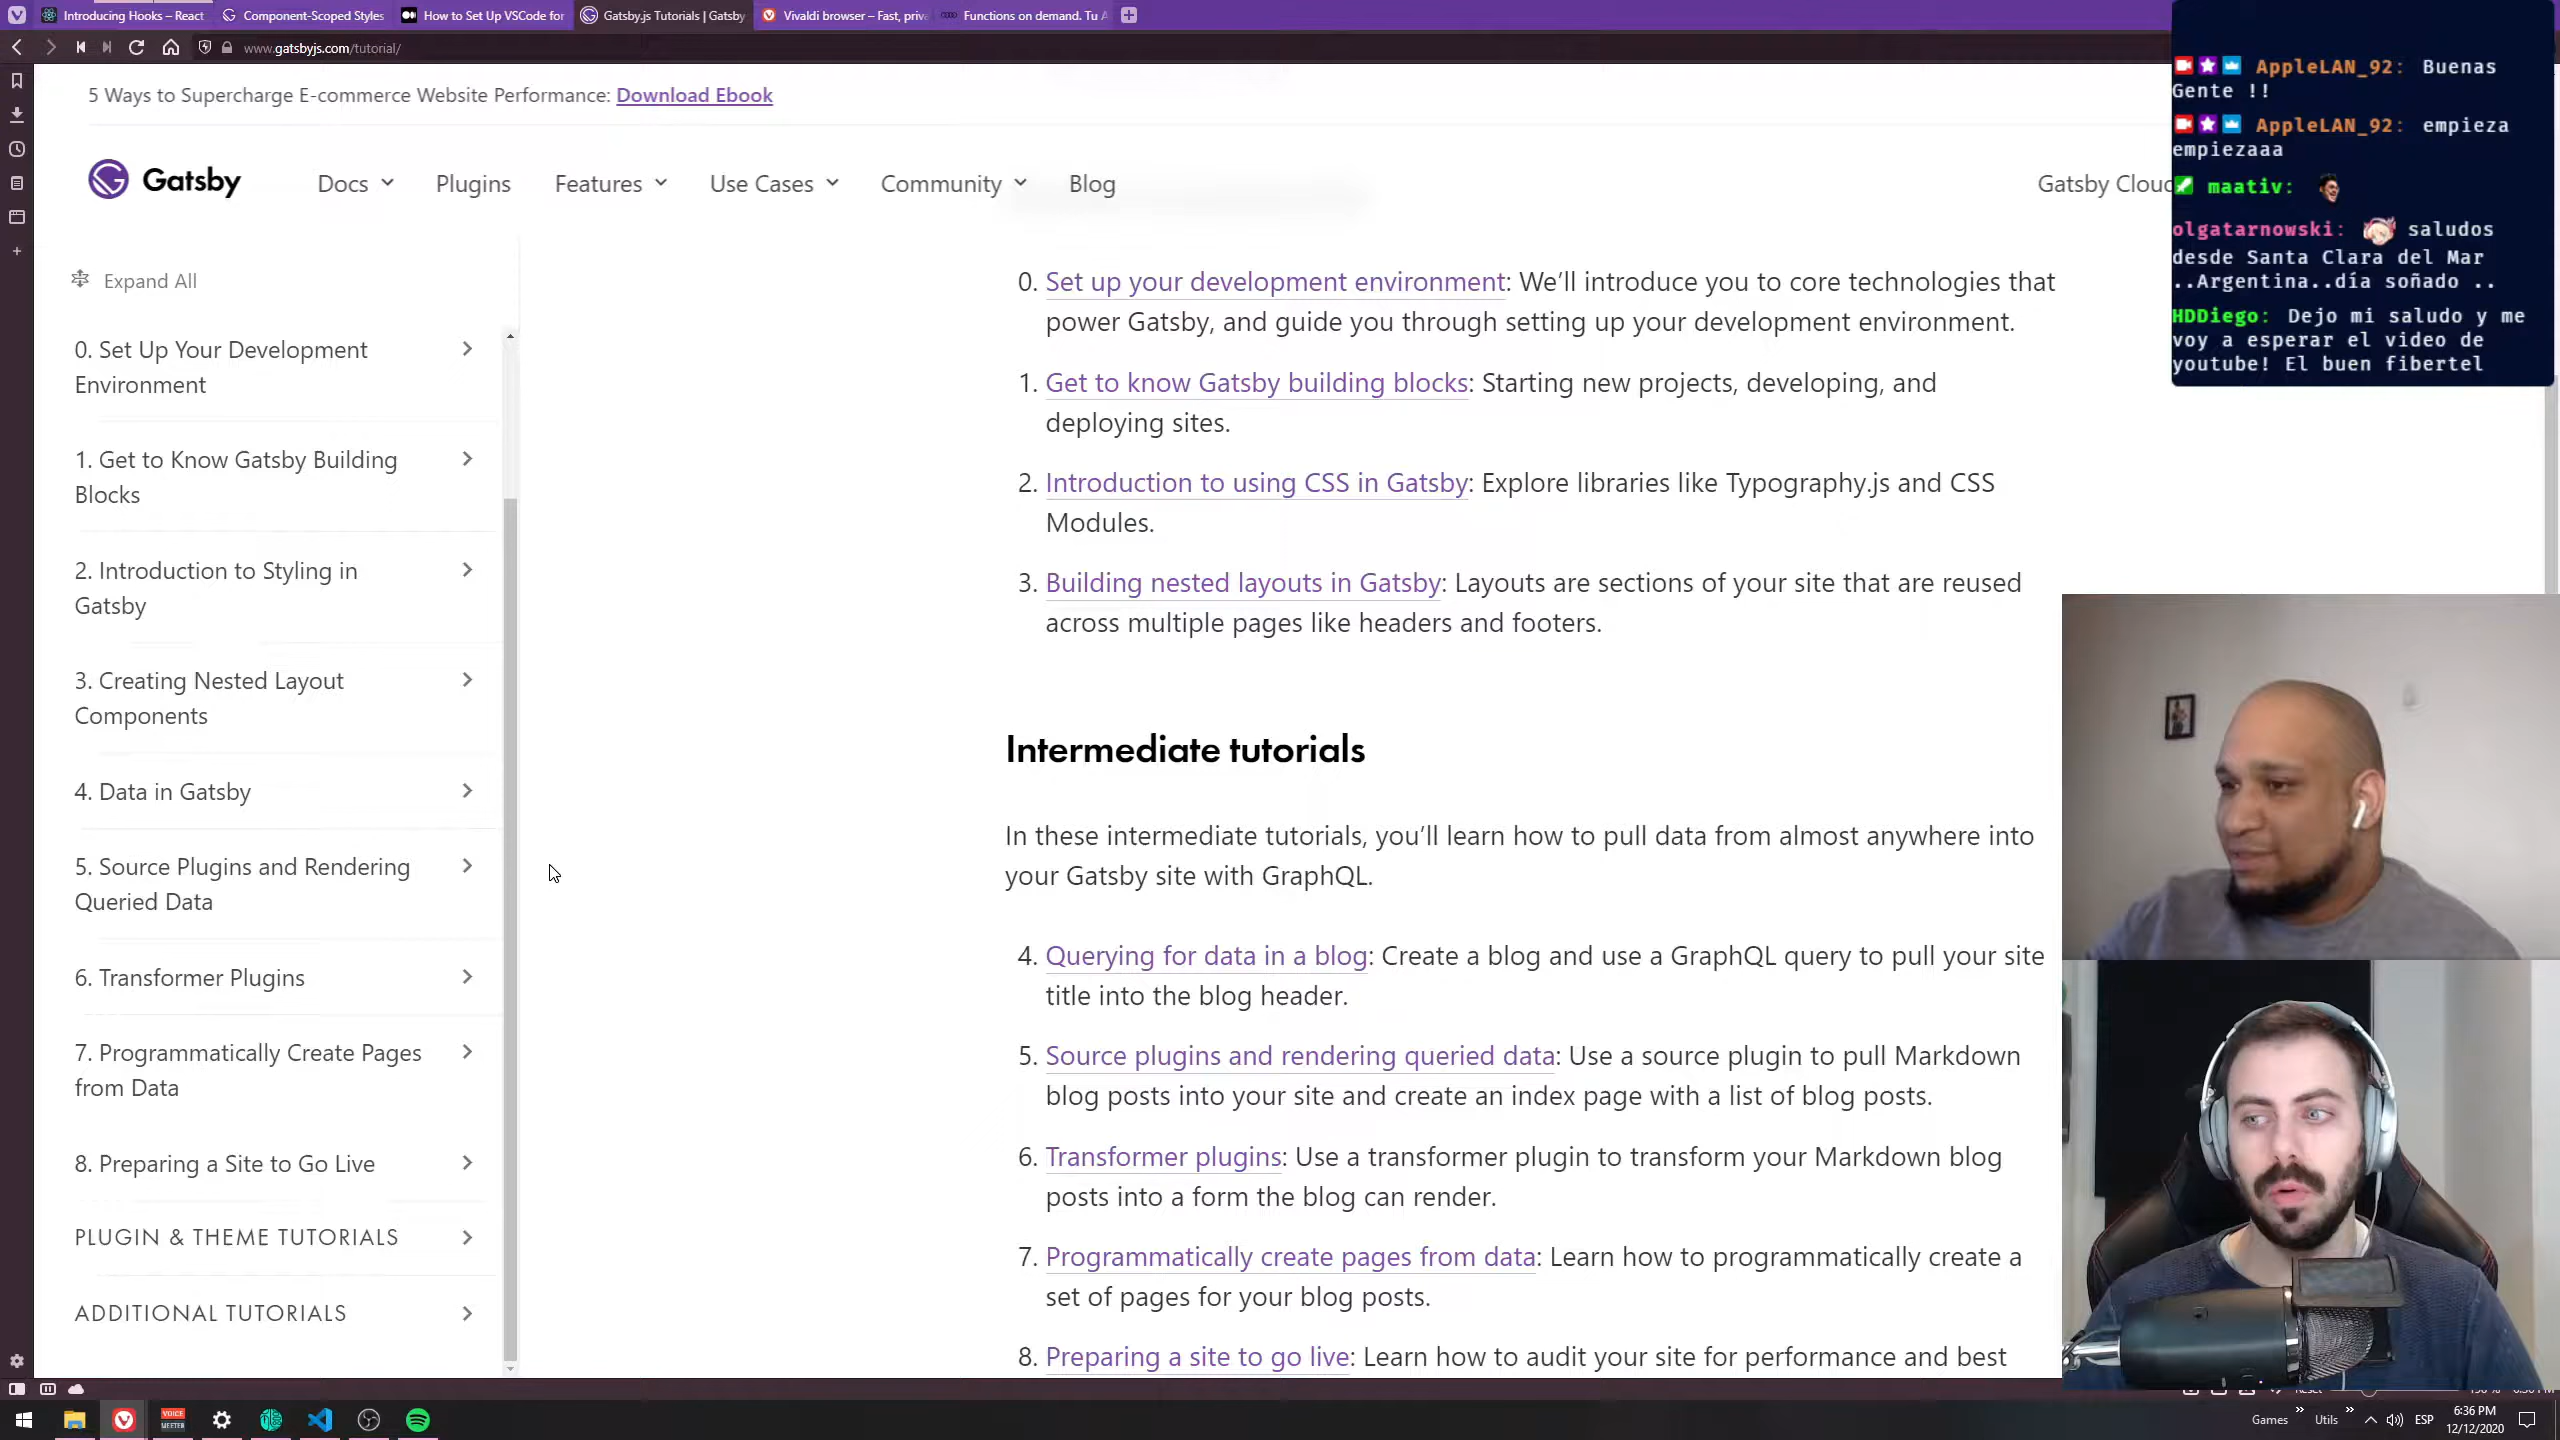 Introducing Hooks – React
Component-Scoped Styles
How to Set Up VSCode for
Gatsby.js Tutorials | Gatsby
Vivaldi browser – Fast, priv
Functions on demand. Tu A
www.gatsbyjs.com/tutorial/
5 Ways to Supercharge E-commerce Website Performance: Download Ebook
Gatsby
Docs
Plugins
Features
Use Cases
Community
Blog
Gatsby Cloud
Expand All
0. Set Up Your Development
Environment
1. Get to Know Gatsby Building
Blocks
2. Introduction to Styling in
Gatsby
3. Creating Nested Layout
Components
4. Data in Gatsby
5. Source Plugins and Rendering
Queried Data
6. Transformer Plugins
7. Programmatically Create Pages
from Data
8. Preparing a Site to Go Live
PLUGIN & THEME TUTORIALS
ADDITIONAL TUTORIALS
0. Set up your development environment: We’ll introduce you to core technologies that
power Gatsby, and guide you through setting up your development environment.
1. Get to know Gatsby building blocks: Starting new projects, developing, and
deploying sites.
2. Introduction to using CSS in Gatsby: Explore libraries like Typography.js and CSS
Modules.
3. Building nested layouts in Gatsby: Layouts are sections of your site that are reused
across multiple pages like headers and footers.
Intermediate tutorials
In these intermediate tutorials, you’ll learn how to pull data from almost anywhere into
your Gatsby site with GraphQL.
4. Querying for data in a blog: Create a blog and use a GraphQL query to pull your site
title into the blog header.
5. Source plugins and rendering queried data: Use a source plugin to pull Markdown
blog posts into your site and create an index page with a list of blog posts.
6. Transformer plugins: Use a transformer plugin to transform your Markdown blog
posts into a form the blog can render.
7. Programmatically create pages from data: Learn how to programmatically create a
set of pages for your blog posts.
8. Preparing a site to go live: Learn how to audit your site for performance and best
AppleLAN_92: Buenas
Gente !!
AppleLAN_92: empieza
empiezaaa
maativ:
olgatarnowski: saludos
desde Santa Clara del Mar
..Argentina..día soñado ..
HDDiego: Dejo mi saludo y me
voy a esperar el video de
youtube! El buen fibertel
VOICE
MEETER
Games
Utils
ESP
6:36 PM
12/12/2020